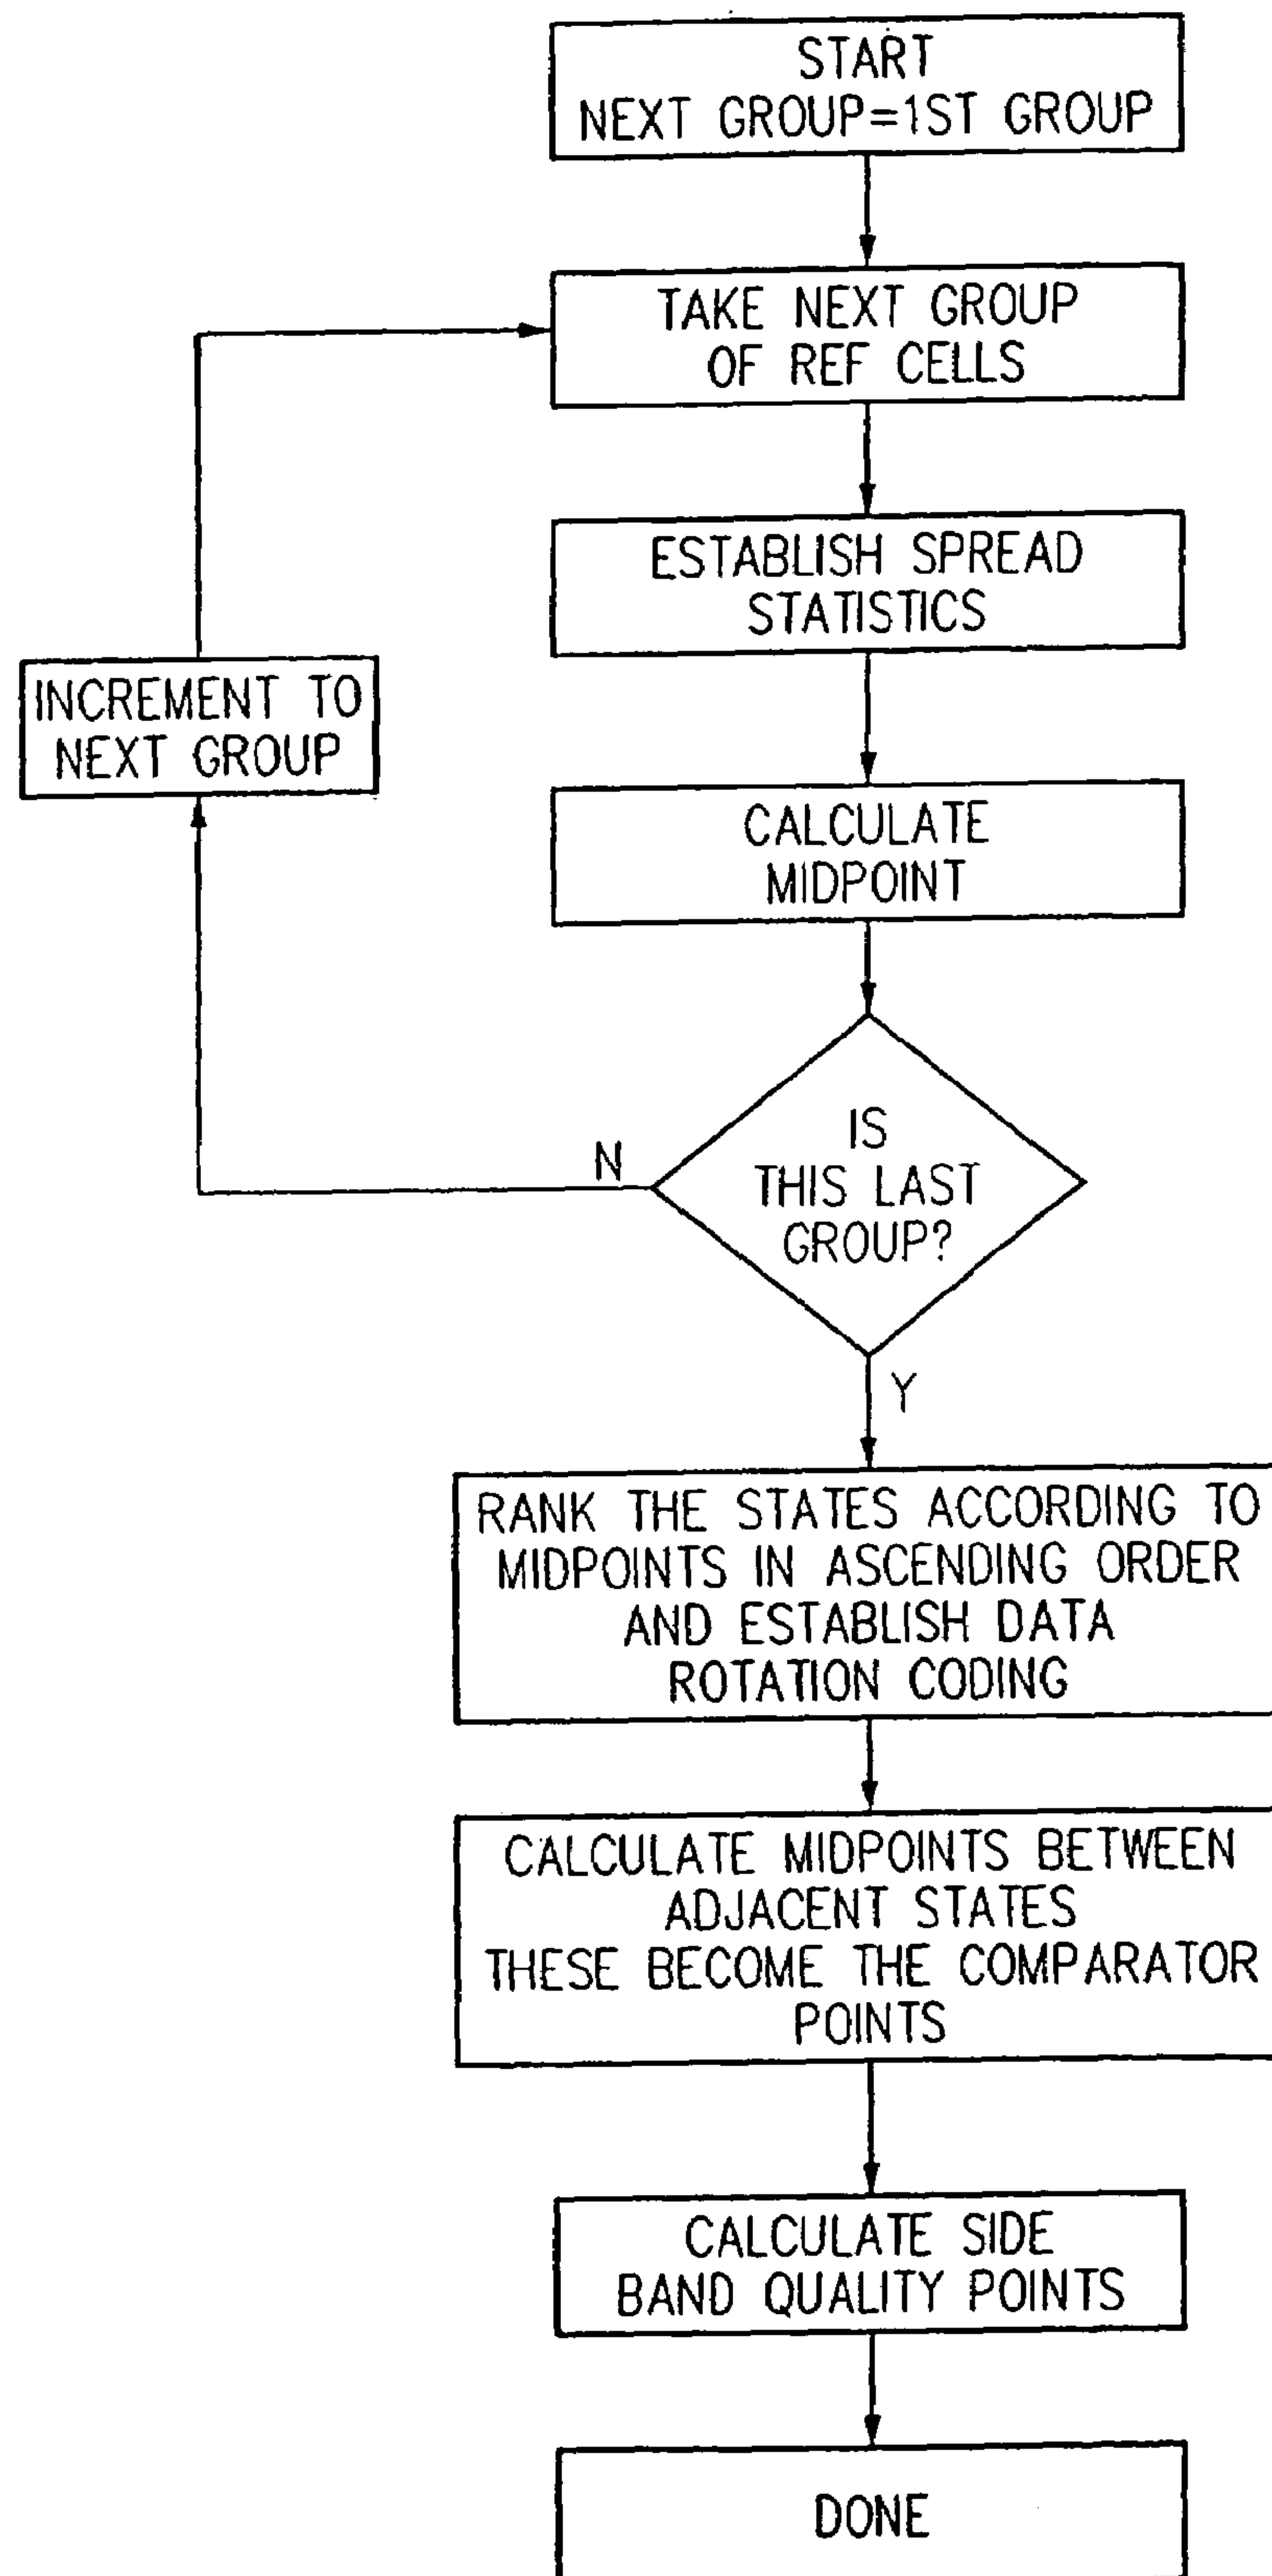 START
NEXT GROUP=1ST GROUP
TAKE NEXT GROUP
OF REF CELLS
ESTABLISH SPREAD
STATISTICS
INCREMENT TO
NEXT GROUP
CALCULATE
MIDPOINT
IS
THIS LAST
GROUP?
N
Y
RANK THE STATES ACCORDING TO
MIDPOINTS IN ASCENDING ORDER
AND ESTABLISH DATA
ROTATION CODING
CALCULATE MIDPOINTS BETWEEN
ADJACENT STATES
THESE BECOME THE COMPARATOR
POINTS
CALCULATE SIDE
BAND QUALITY POINTS
DONE